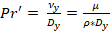 Pr' = ν_y / D_y = μ / (ρ∗D_y)